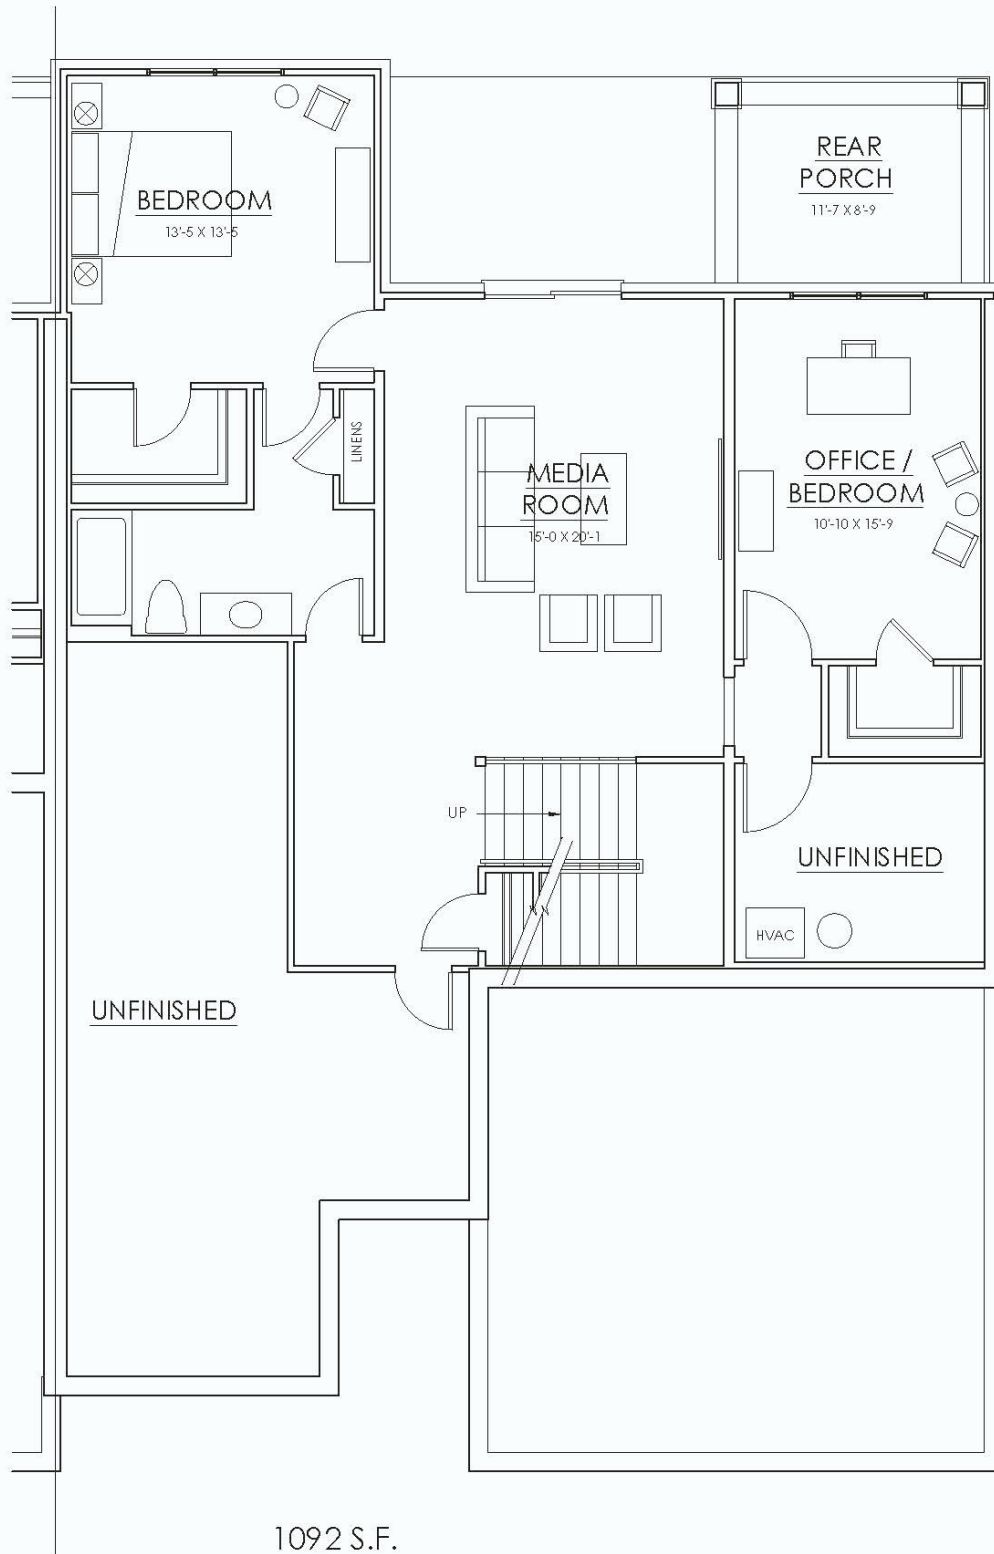 REAR
PORCH
11'-7 X 8'-9
BEDROOM
13'-5 X 13'-5
LINENS
MEDIA
ROOM
15'-0 X 20'-1
OFFICE /
BEDROOM
10'-10 X 15'-9
UP
UNFINISHED
HVAC
UNFINISHED
1092 S.F.